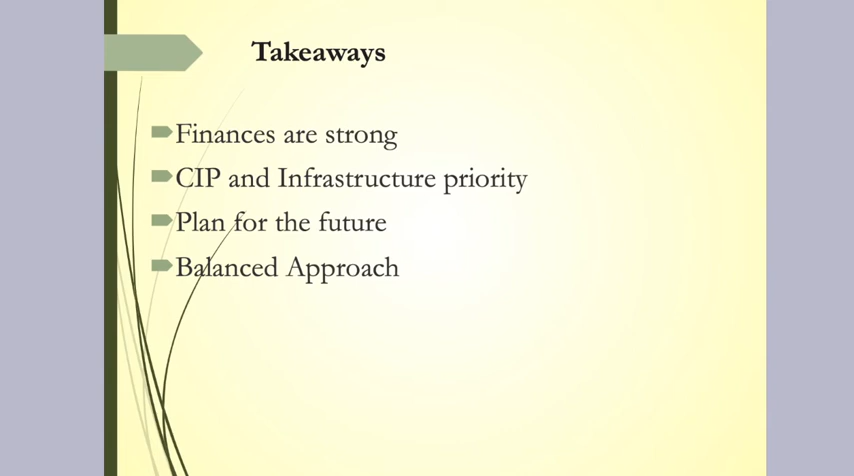 Takeaways
Finances are strong
CIP and Infrastructure priority
Plan for the future
Balanced Approach